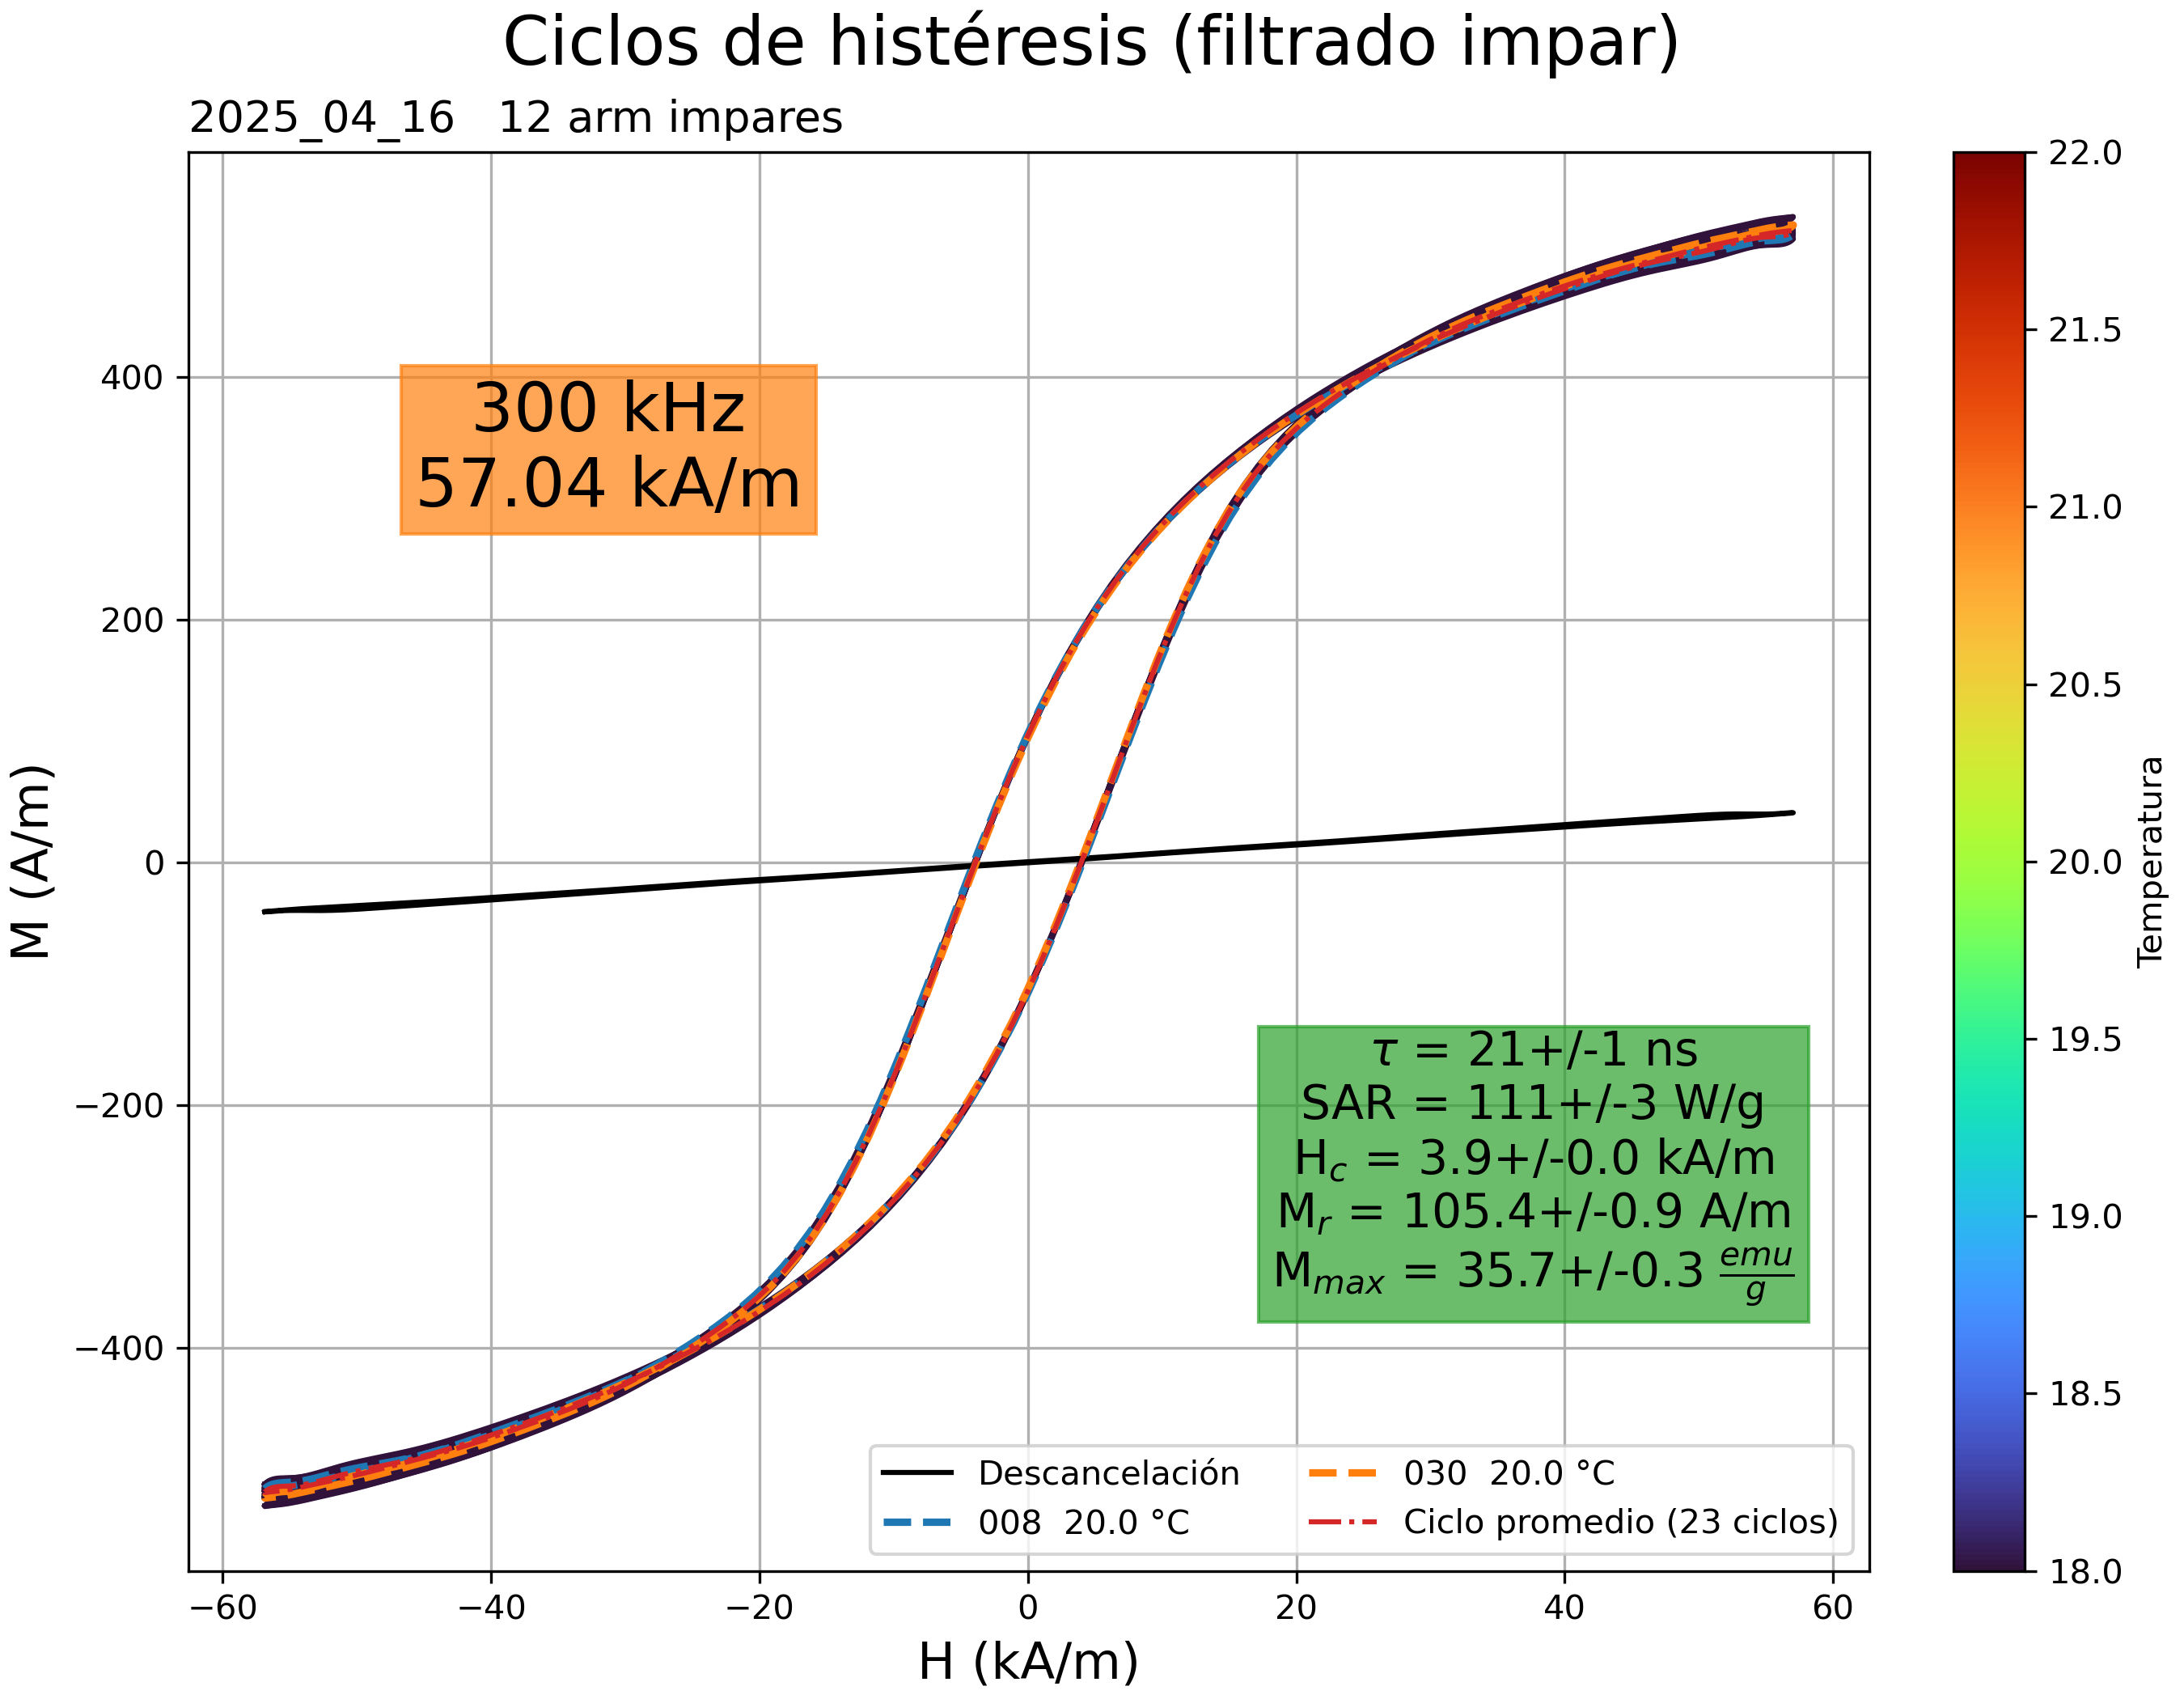 Ciclos de histéresis (filtrado impar)
2025_04_16   12 arm impares
300 kHz
57.04 kA/m
τ = 21+/-1 ns
SAR = 111+/-3 W/g
H_c = 3.9+/-0.0 kA/m
M_r = 105.4+/-0.9 A/m
M_max = 35.7+/-0.3 emu/g
Descancelación
008  20.0 °C
030  20.0 °C
Ciclo promedio (23 ciclos)
M (A/m)
400
200
0
−200
−400
−60
−40
−20
0
20
40
60
H (kA/m)
22.0
21.5
21.0
20.5
20.0
19.5
19.0
18.5
18.0
Temperatura